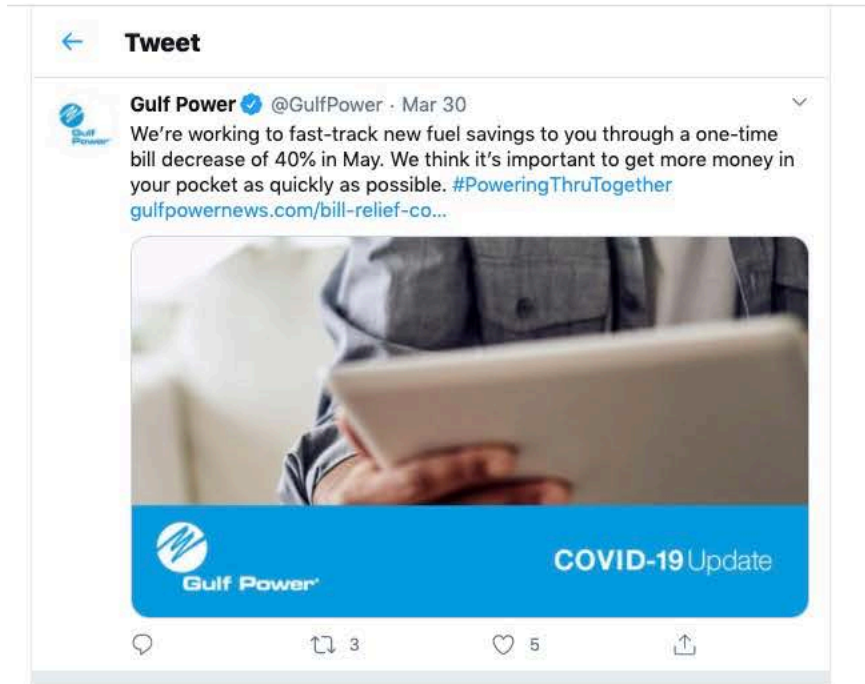 Tweet
Gulf Power @GulfPower · Mar 30
We're working to fast-track new fuel savings to you through a one-time
bill decrease of 40% in May. We think it's important to get more money in
your pocket as quickly as possible. #PoweringThruTogether
gulfpowernews.com/bill-relief-co...
Gulf
Power
COVID-19 Update
Gulf Power
3
5